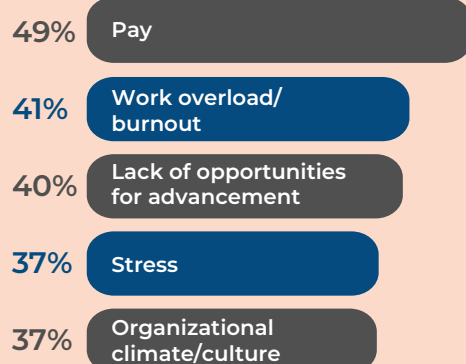 49% Pay
41% Work overload/
burnout
40% Lack of opportunities
for advancement
37% Stress
37% Organizational
climate/culture